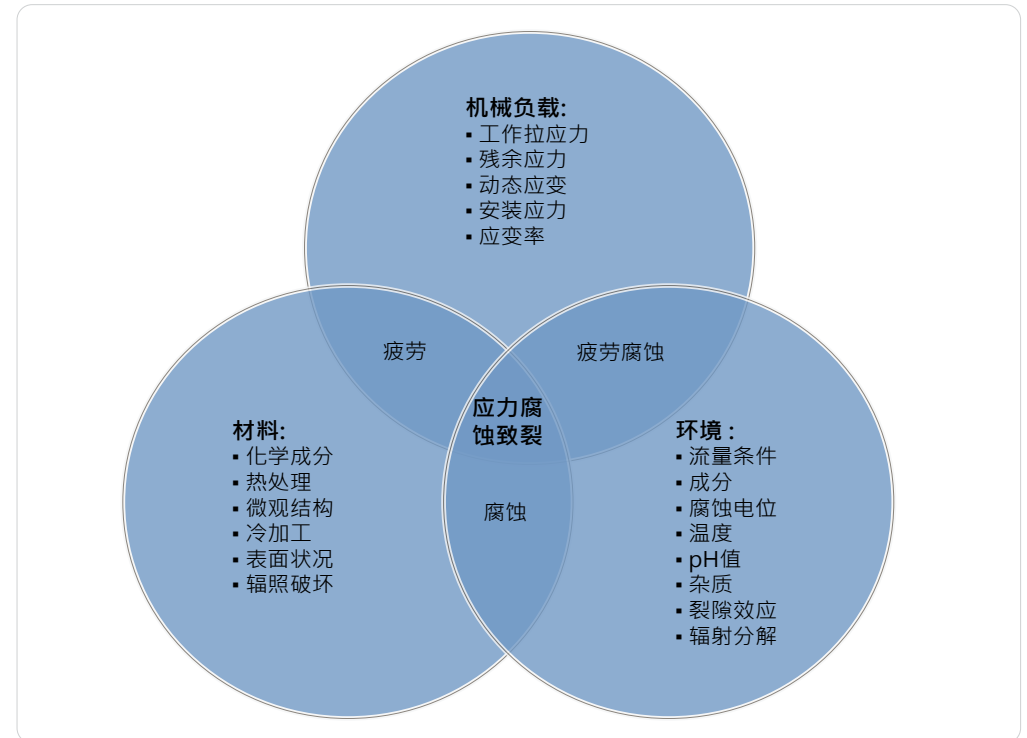 机械负载:
▪ 工作拉应力
▪ 残余应力
▪ 动态应变
▪ 安装应力
▪ 应变率
疲劳
疲劳腐蚀
应力腐
蚀致裂
材料:
▪ 化学成分
▪ 热处理
▪ 微观结构
▪ 冷加工
▪ 表面状况
▪ 辐照破坏
腐蚀
环境 :
▪ 流量条件
▪ 成分
▪ 腐蚀电位
▪ 温度
▪ pH值
▪ 杂质
▪ 裂隙效应
▪ 辐射分解